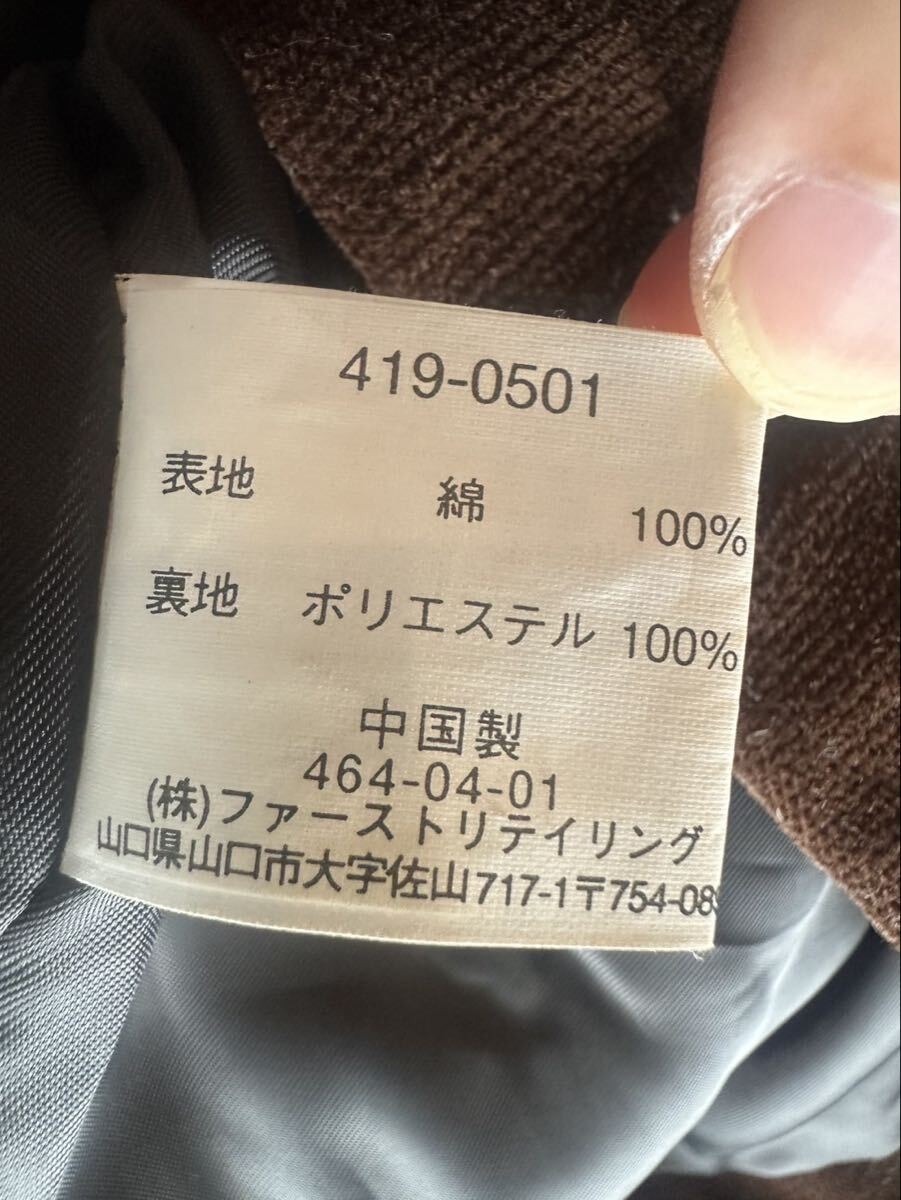 419-0501
表地 綿 100%
裏地 ポリエステル 100%
中国製
464-04-01
(株)ファーストリテイリング
山口県山口市大字佐山717-1〒754-08